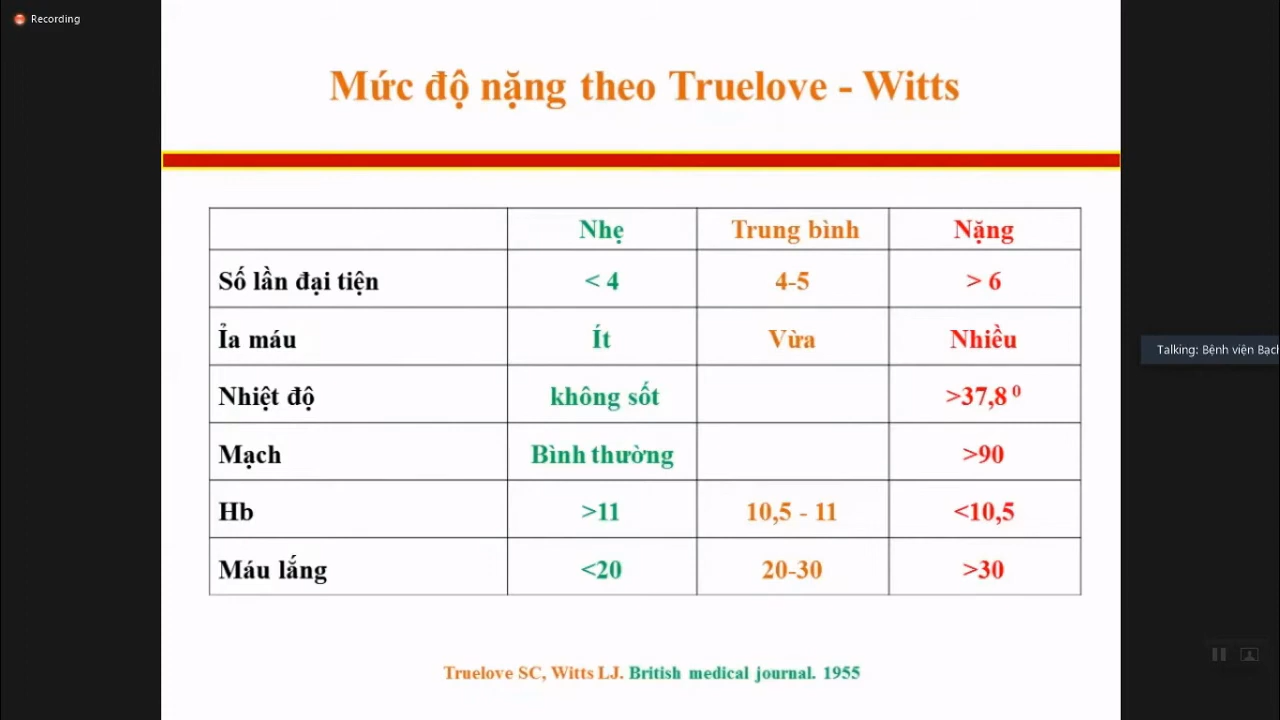 Recording
Mức độ nặng theo Truelove - Witts
Nhẹ Trung bình Nặng
Số lần đại tiện < 4 4-5 > 6
Ỉa máu Ít Vừa Nhiều
Nhiệt độ không sốt >37,8⁰
Mạch Bình thường >90
Hb >11 10,5 - 11 <10,5
Máu lắng <20 20-30 >30
Talking: Bệnh viện Bạch
Truelove SC, Witts LJ. British medical journal. 1955